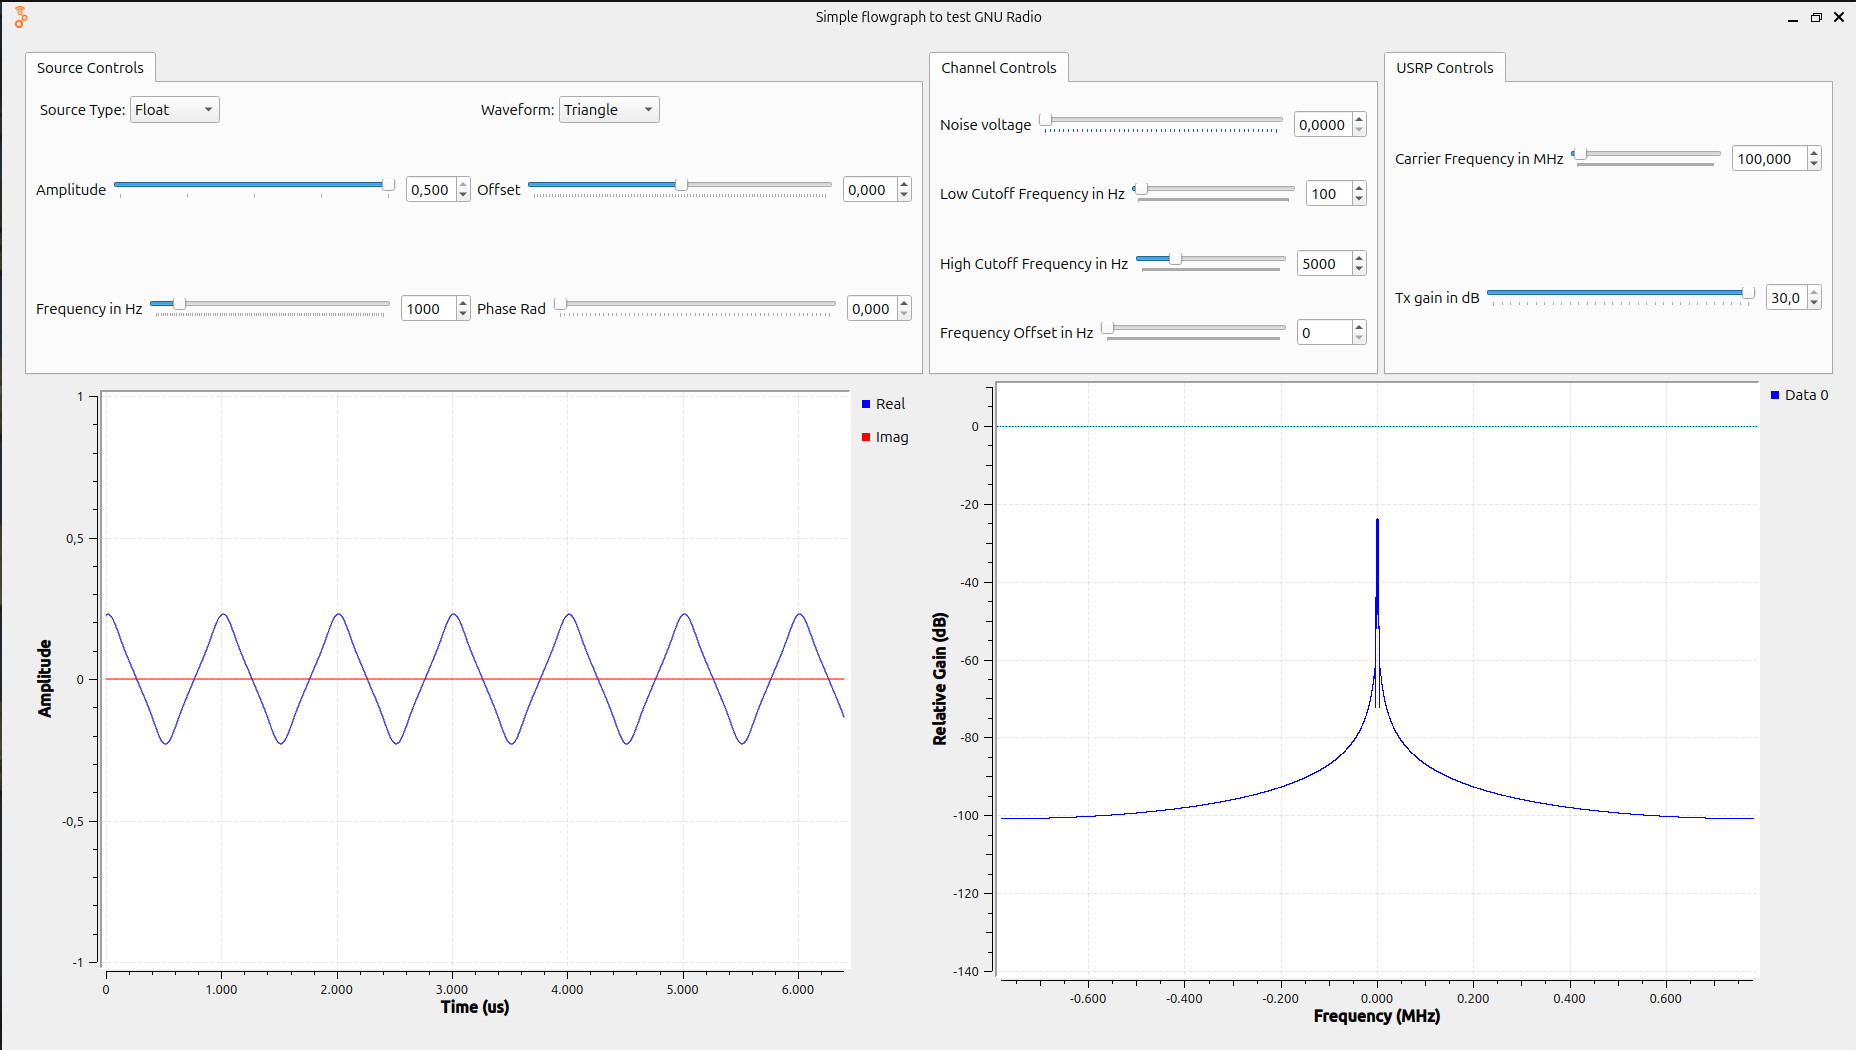 Simple flowgraph to test GNU Radio
Source Controls
Source Type: Float
Waveform: Triangle
Amplitude 0,500
Offset 0,000
Frequency in Hz 1000
Phase Rad 0,000
Channel Controls
Noise voltage 0,0000
Low Cutoff Frequency in Hz 100
High Cutoff Frequency in Hz 5000
Frequency Offset in Hz 0
USRP Controls
Carrier Frequency in MHz 100,000
Tx gain in dB 30,0
1
0,5
0
-0,5
-1
Amplitude
0 1.000 2.000 3.000 4.000 5.000 6.000
Time (us)
Real
Imag
0
-20
-40
-60
-80
-100
-120
-140
Relative Gain (dB)
-0.600 -0.400 -0.200 0.000 0.200 0.400 0.600
Frequency (MHz)
Data 0